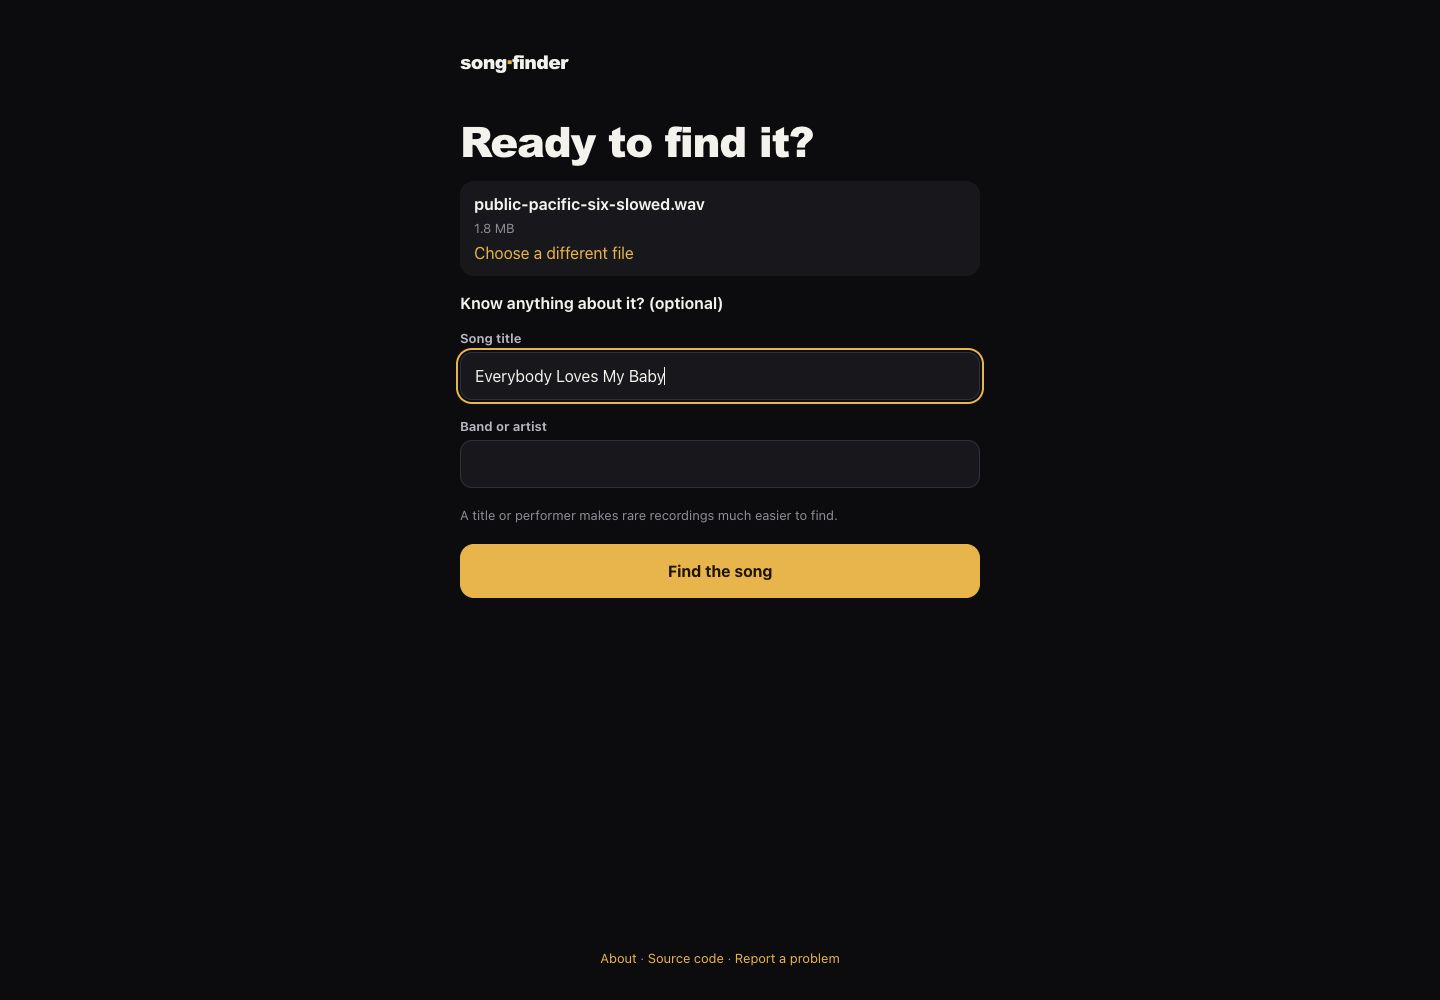 song·finder
Ready to find it?
public-pacific-six-slowed.wav
1.8 MB
Choose a different file
Know anything about it? (optional)
Song title
Everybody Loves My Baby
Band or artist
A title or performer makes rare recordings much easier to find.
Find the song
About · Source code · Report a problem